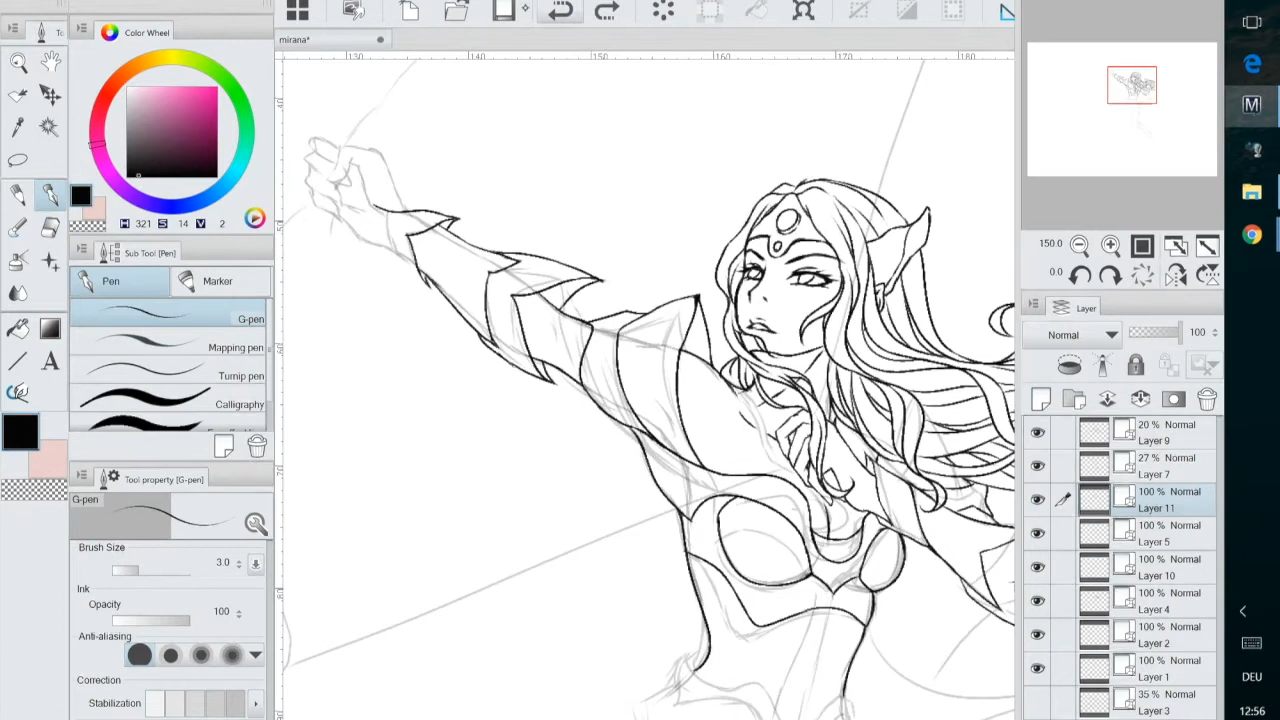 Tc
Color Wheel
H 321 S 14 V 2
Sub Tool [Pen]
Pen
Marker
G-pen
Mapping pen
Turnip pen
Calligraphy
Tool property [G-pen]
G-pen
Brush Size
3.0
Ink
Opacity
100
Anti-aliasing
Correction
Stabilization
mirana*
130
140
150
160
170
180
150.0
0.0
Layer
Normal
100
20 % Normal
Layer 9
27 % Normal
Layer 7
100 % Normal
Layer 11
100 % Normal
Layer 5
100 % Normal
Layer 10
100 % Normal
Layer 4
100 % Normal
Layer 2
100 % Normal
Layer 1
35 % Normal
Layer 3
M
DEU
12:56